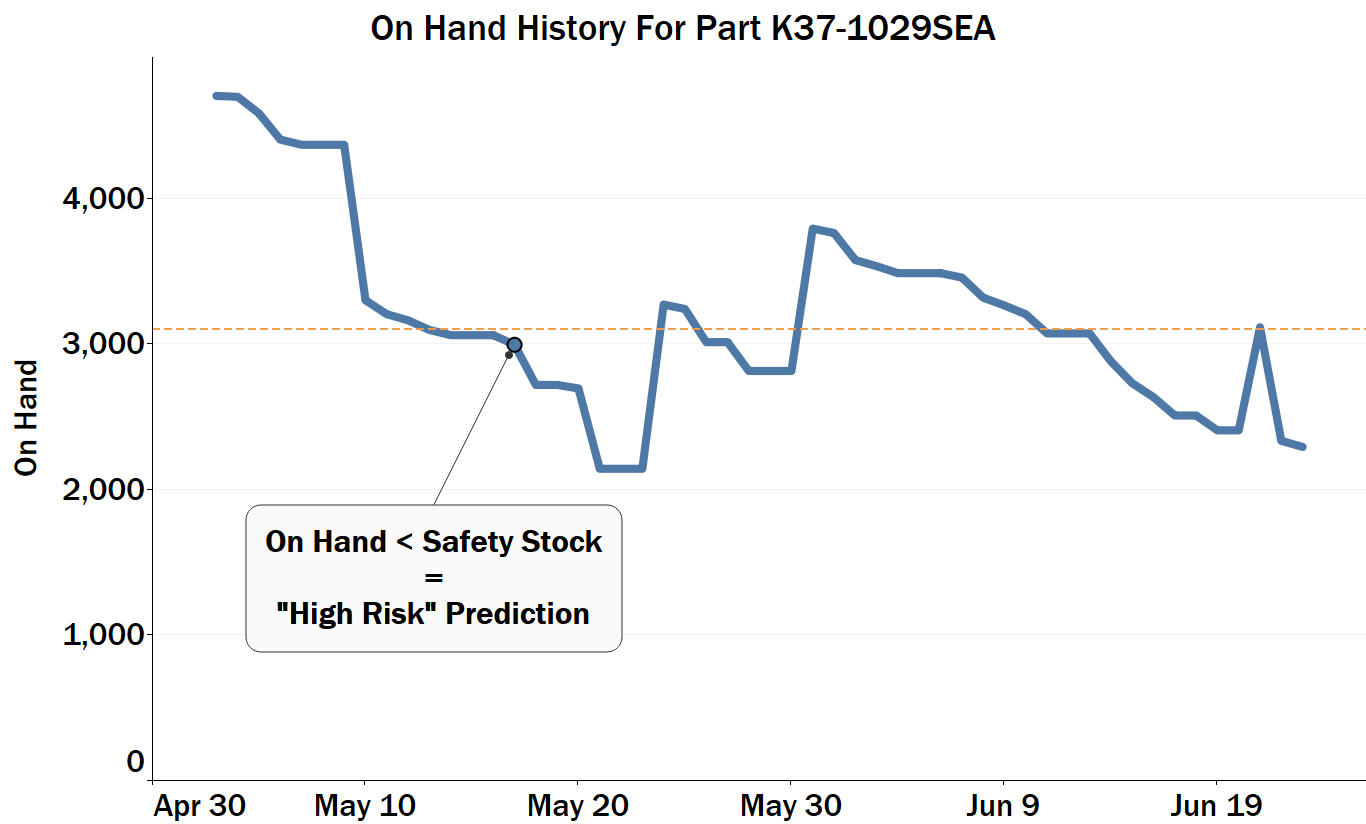 On Hand History For Part K37-1029SEA
On Hand
4,000
3,000
2,000
1,000
0
On Hand < Safety Stock
=
"High Risk" Prediction
Apr 30
May 10
May 20
May 30
Jun 9
Jun 19